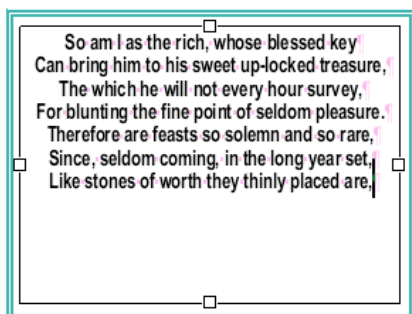 So am I as the rich, whose blessed key
Can bring him to his sweet up-locked treasure,
The which he will not every hour survey,
For blunting the fine point of seldom pleasure.
Therefore are feasts so solemn and so rare,
Since, seldom coming, in the long year set,
Like stones of worth they thinly placed are,